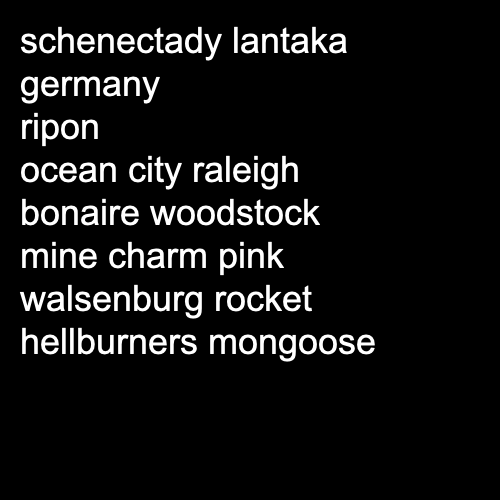 schenectady lantaka
germany
ripon
ocean city raleigh
bonaire woodstock
mine charm pink
walsenburg rocket
hellburners mongoose